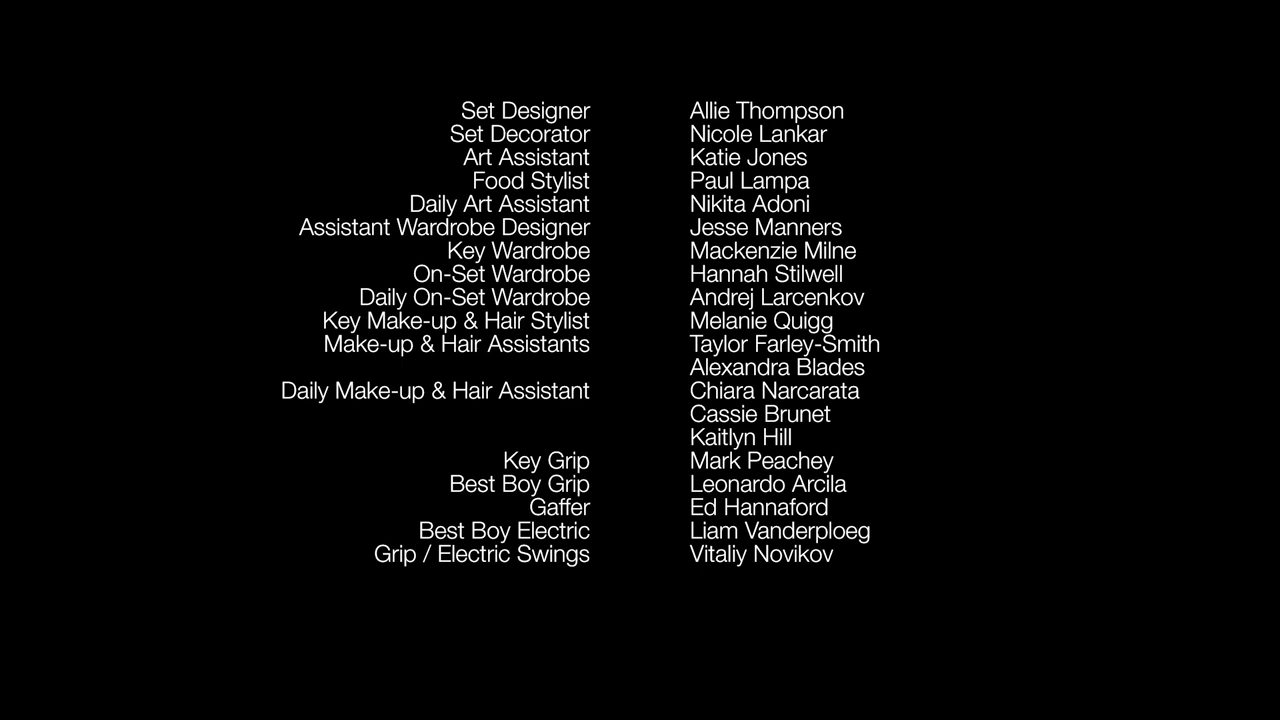 Set Designer Allie Thompson
Set Decorator Nicole Lankar
Art Assistant Katie Jones
Food Stylist Paul Lampa
Daily Art Assistant Nikita Adoni
Assistant Wardrobe Designer Jesse Manners
Key Wardrobe Mackenzie Milne
On-Set Wardrobe Hannah Stilwell
Daily On-Set Wardrobe Andrej Larcenkov
Key Make-up & Hair Stylist Melanie Quigg
Make-up & Hair Assistants Taylor Farley-Smith
Alexandra Blades
Daily Make-up & Hair Assistant Chiara Narcarata
Cassie Brunet
Kaitlyn Hill
Key Grip Mark Peachey
Best Boy Grip Leonardo Arcila
Gaffer Ed Hannaford
Best Boy Electric Liam Vanderploeg
Grip / Electric Swings Vitaliy Novikov